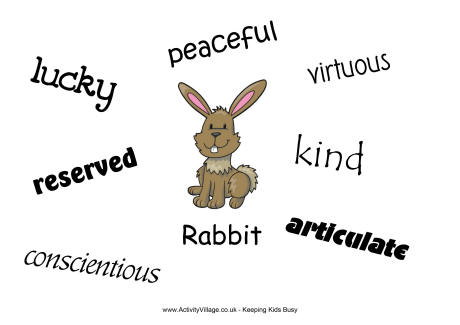 peaceful
lucky
virtuous
reserved
kind
Rabbit
articulate
conscientious
www.ActivityVillage.co.uk - Keeping Kids Busy